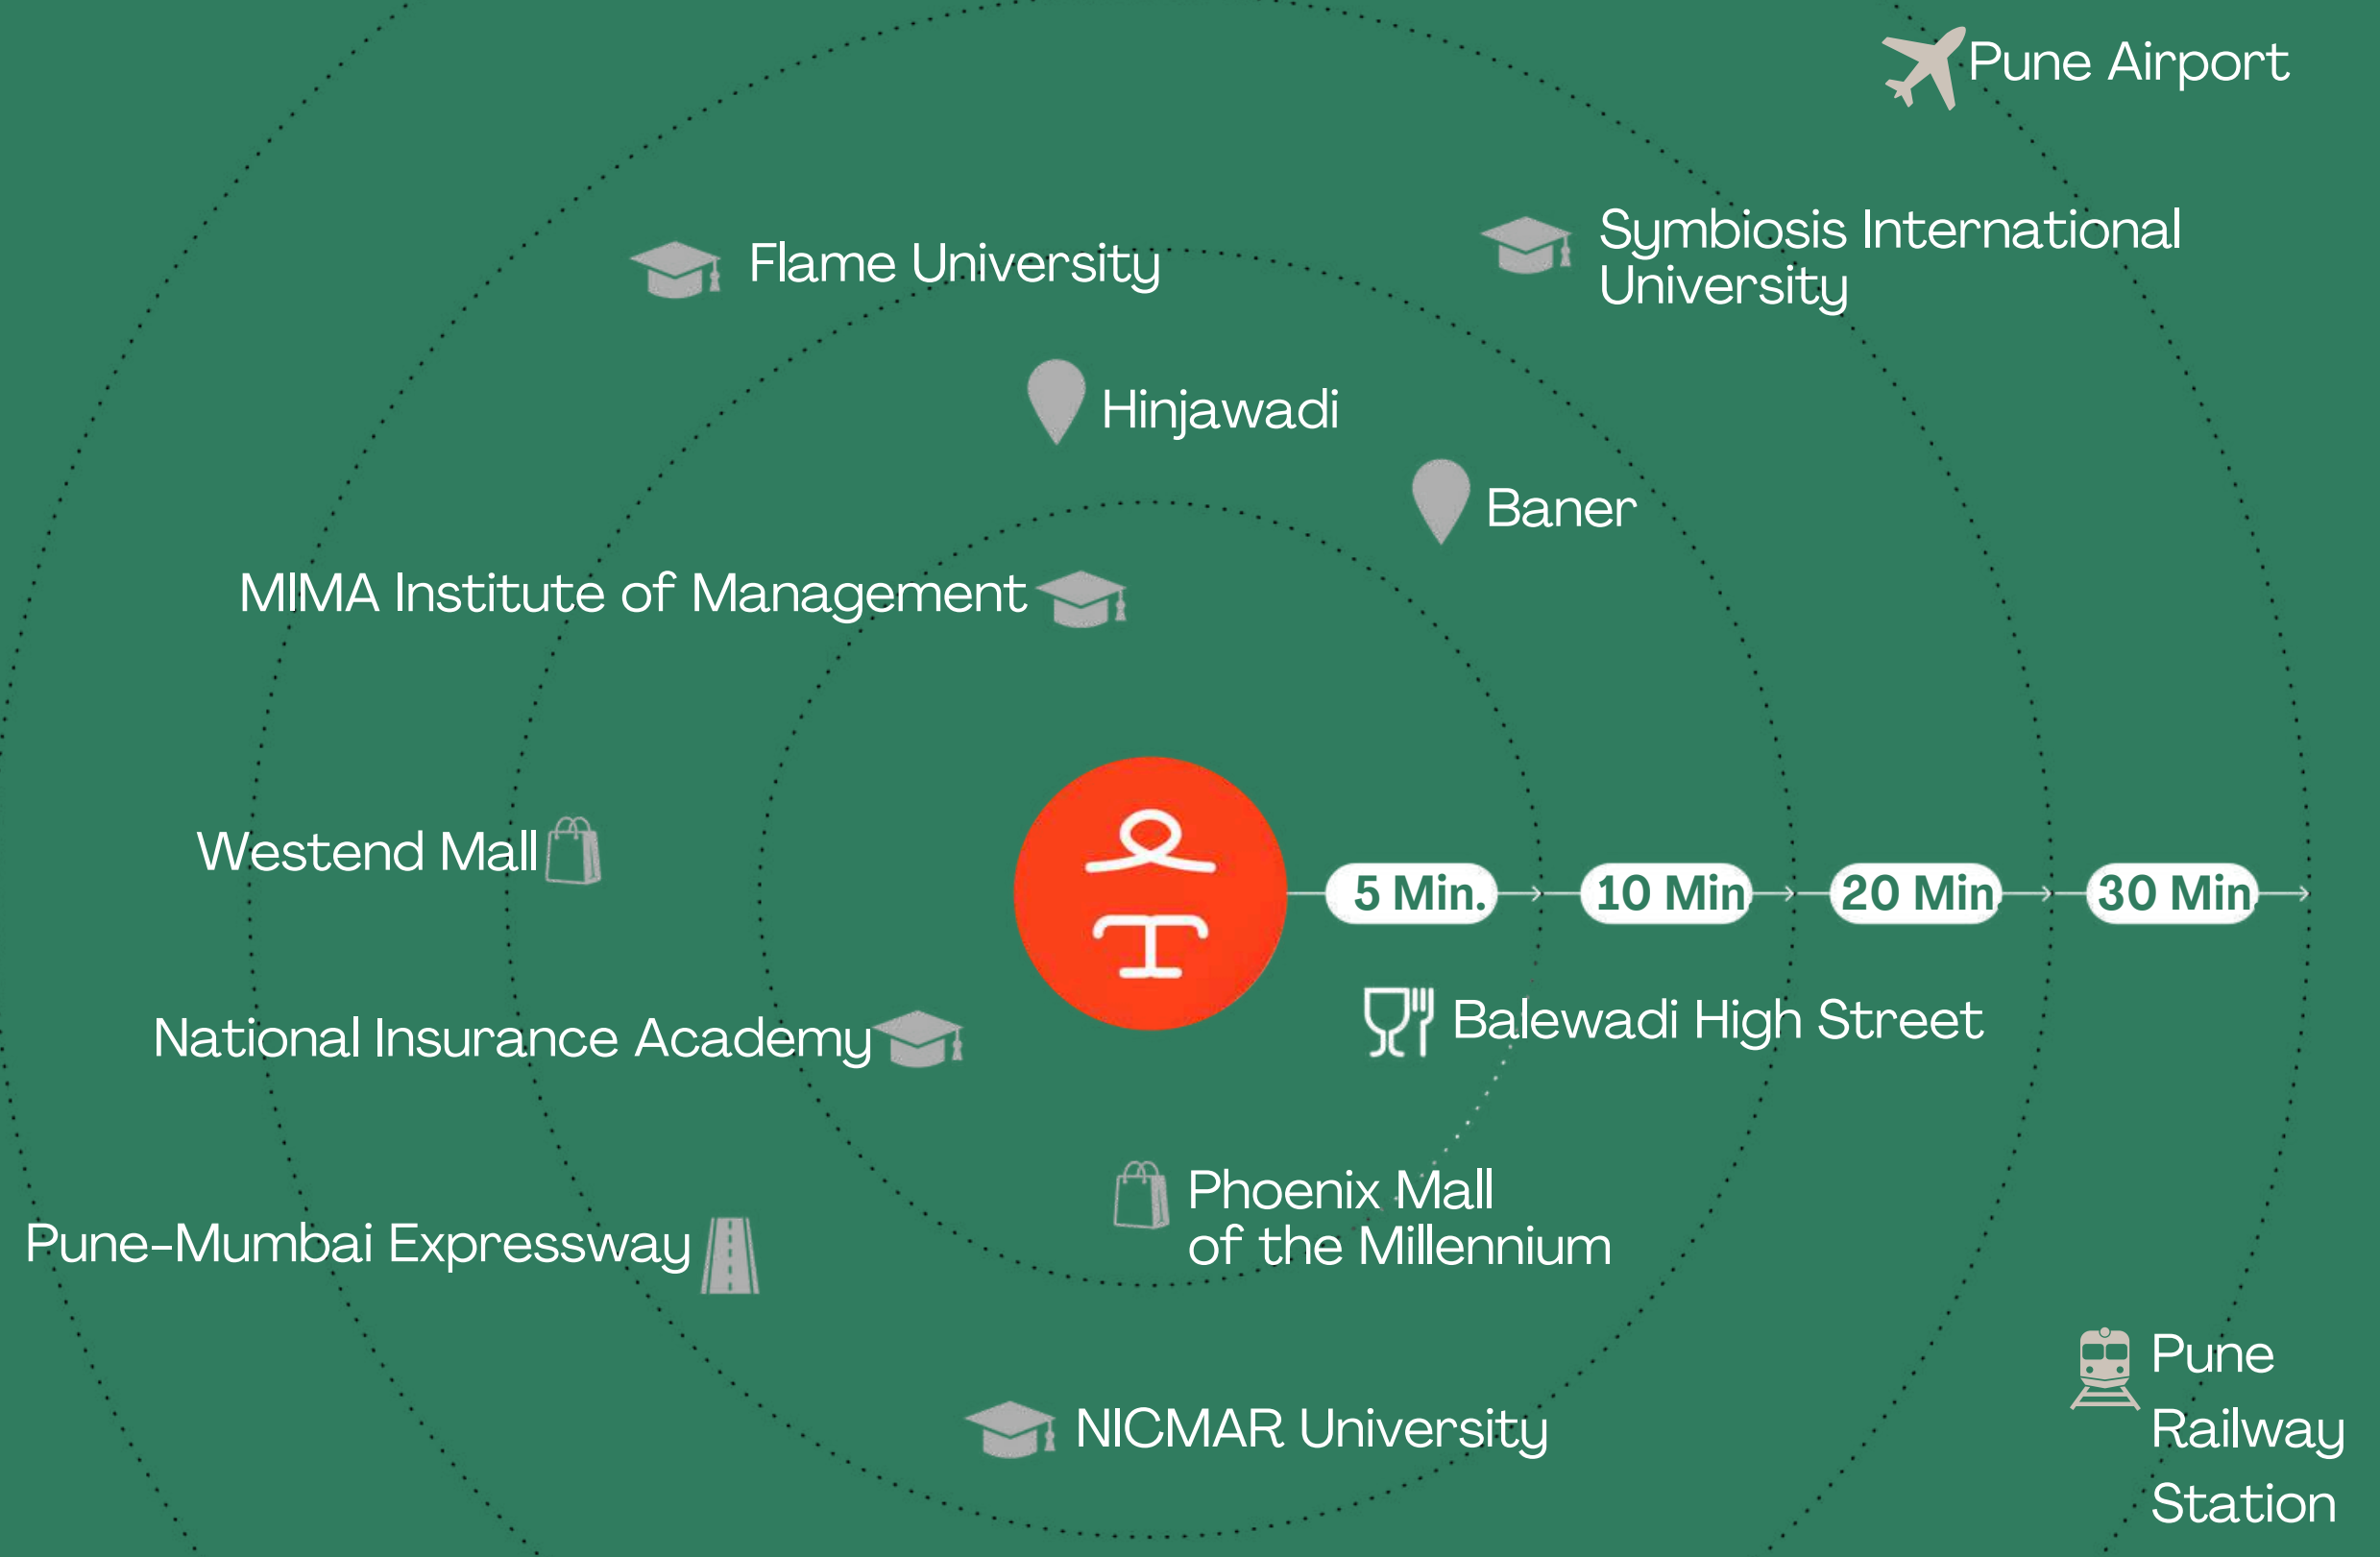 Pune Airport
Symbiosis International
University
Flame University
Hinjawadi
Baner
MIMA Institute of Management
Westend Mall
5 Min.
10 Min.
20 Min.
30 Min.
National Insurance Academy
Balewadi High Street
Phoenix Mall
of the Millennium
Pune-Mumbai Expressway
Pune
Railway
Station
NICMAR University